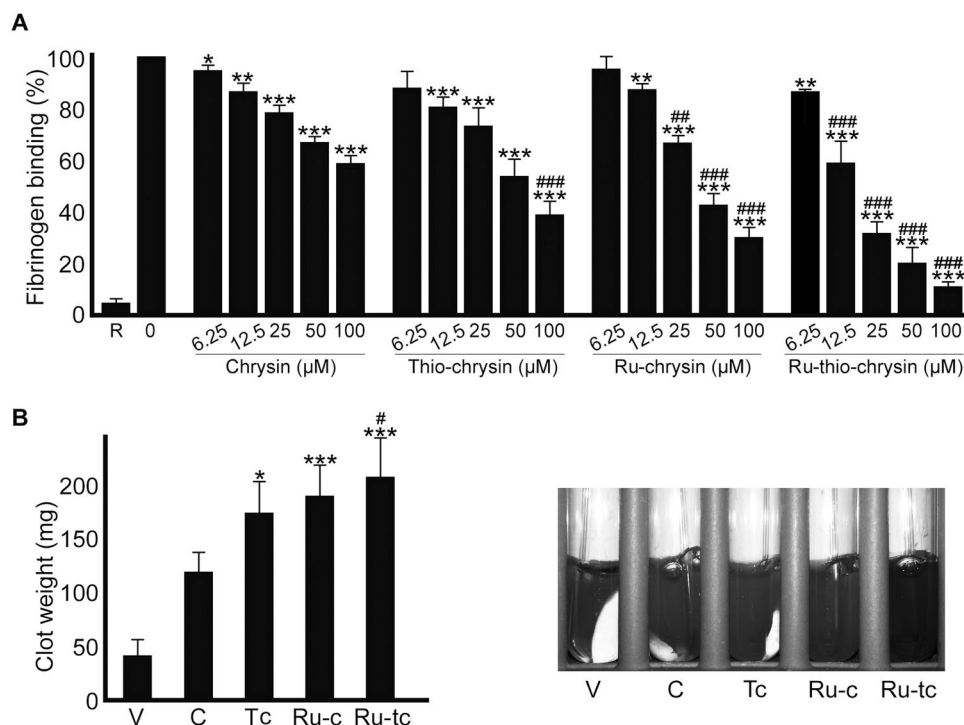 A
Fibrinogen binding (%)
100
80
60
40
20
0
* ** *** *** ***
*** *** *** ### ***
** ## *** ### *** ### ***
** ### *** ### *** ### *** ### ***
R 0 6.25 12.5 25 50 100 6.25 12.5 25 50 100 6.25 12.5 25 50 100 6.25 12.5 25 50 100
Chrysin (µM) Thio-chrysin (µM) Ru-chrysin (µM) Ru-thio-chrysin (µM)
B
Clot weight (mg)
200
150
100
50
0
* *** # ***
V C Tc Ru-c Ru-tc
V C Tc Ru-c Ru-tc